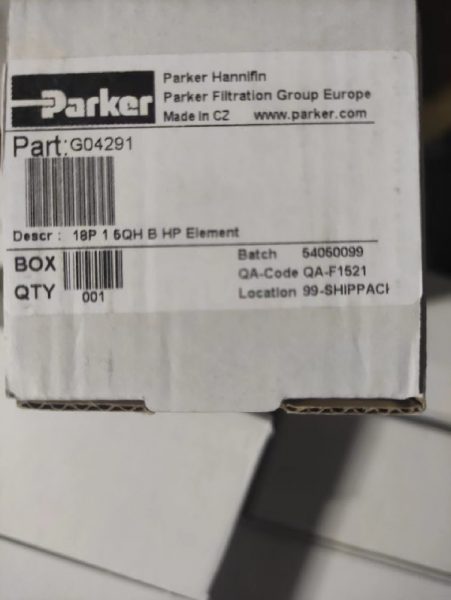 Parker
Parker Hannifin
Parker Filtration Group Europe
Made in CZ www.parker.com
Part: G04291
Descr : 18P 1 5QH B HP Element
BOX
QTY
001
Batch 54060099
QA-Code QA-F1521
Location 99-SHIPPACK